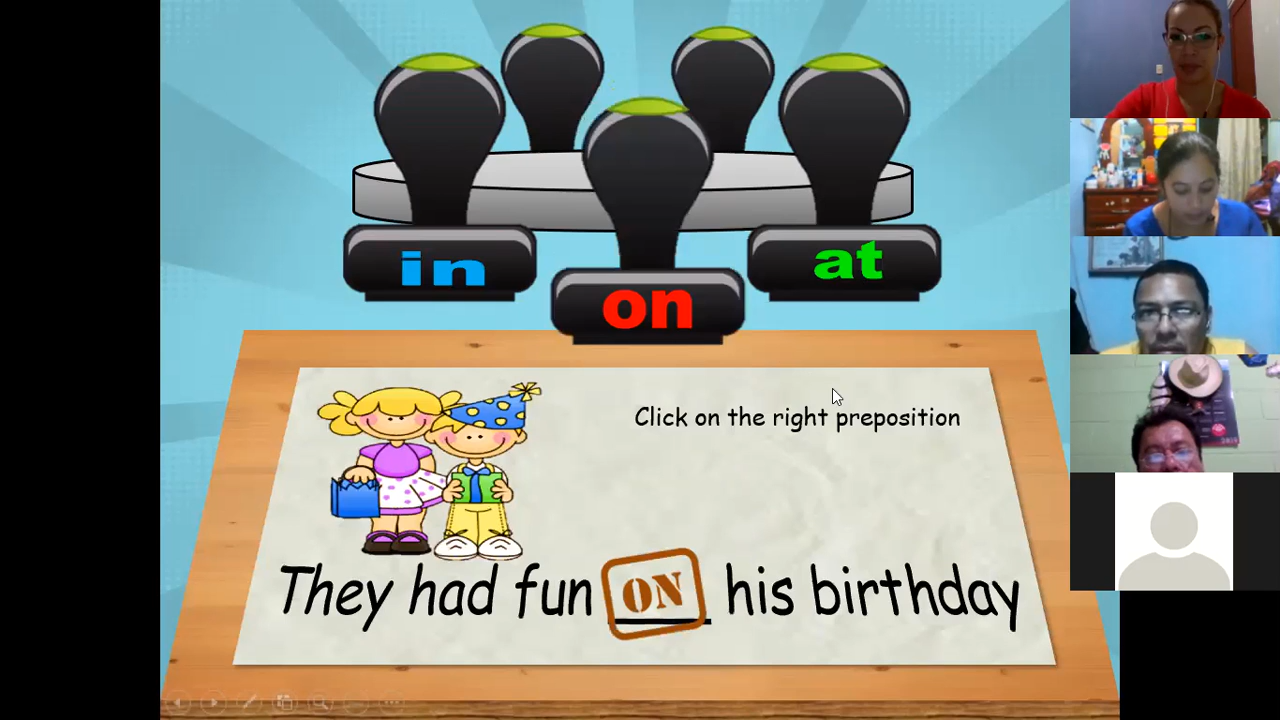 in
on
at
Click on the right preposition
They had fun ON his birthday